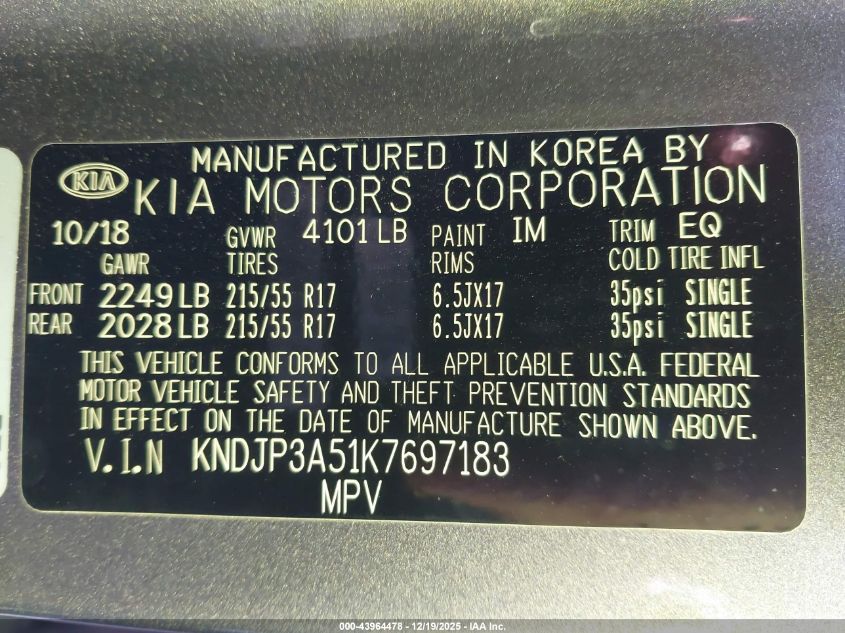 MANUFACTURED IN KOREA BY
KIA KIA MOTORS CORPORATION
10/18 GVWR 4101 LB PAINT IM TRIM EQ
GAWR TIRES RIMS COLD TIRE INFL
FRONT 2249 LB 215/55 R17 6.5JX17 35psi SINGLE
REAR 2028 LB 215/55 R17 6.5JX17 35psi SINGLE
THIS VEHICLE CONFORMS TO ALL APPLICABLE U.S.A. FEDERAL
MOTOR VEHICLE SAFETY AND THEFT PREVENTION STANDARDS
IN EFFECT ON THE DATE OF MANUFACTURE SHOWN ABOVE.
V.I.N KNDJP3A51K7697183
MPV
000-43964478 - 12/19/2025 - IAA Inc.